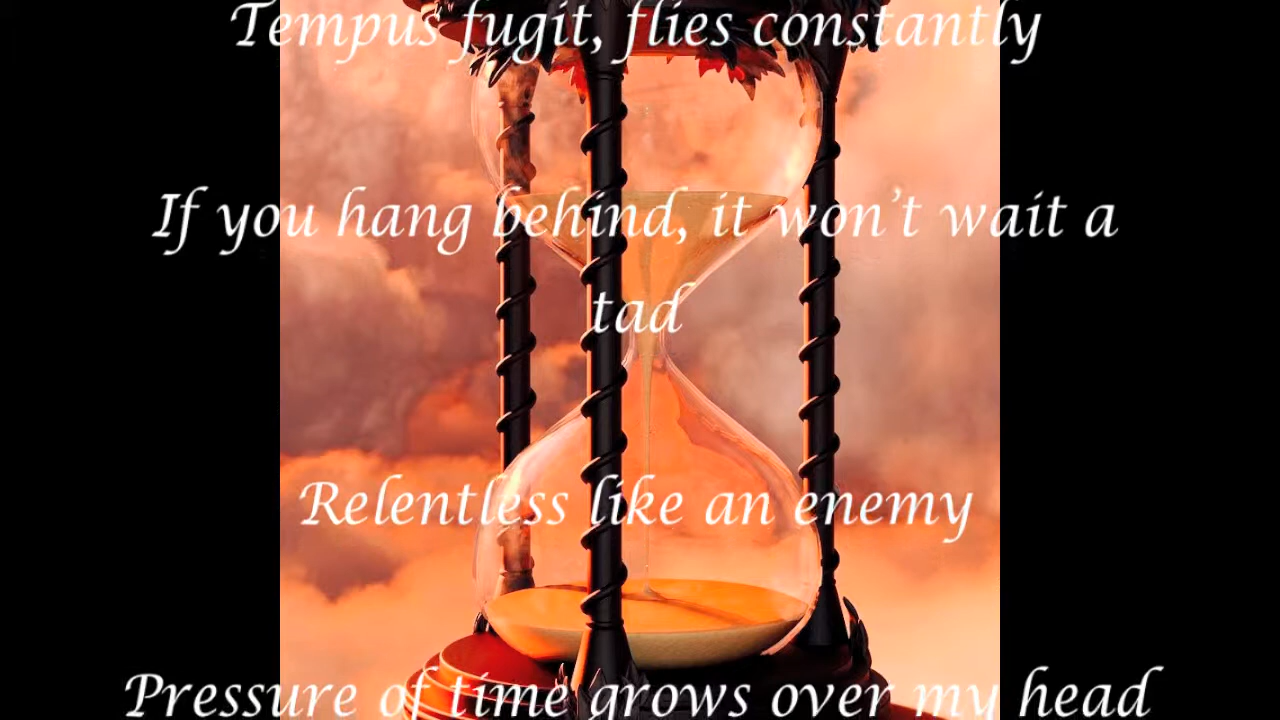 Tempus fugit, flies constantly
If you hang behind, it won't wait a
tad
Relentless like an enemy
Pressure of time grows over my head